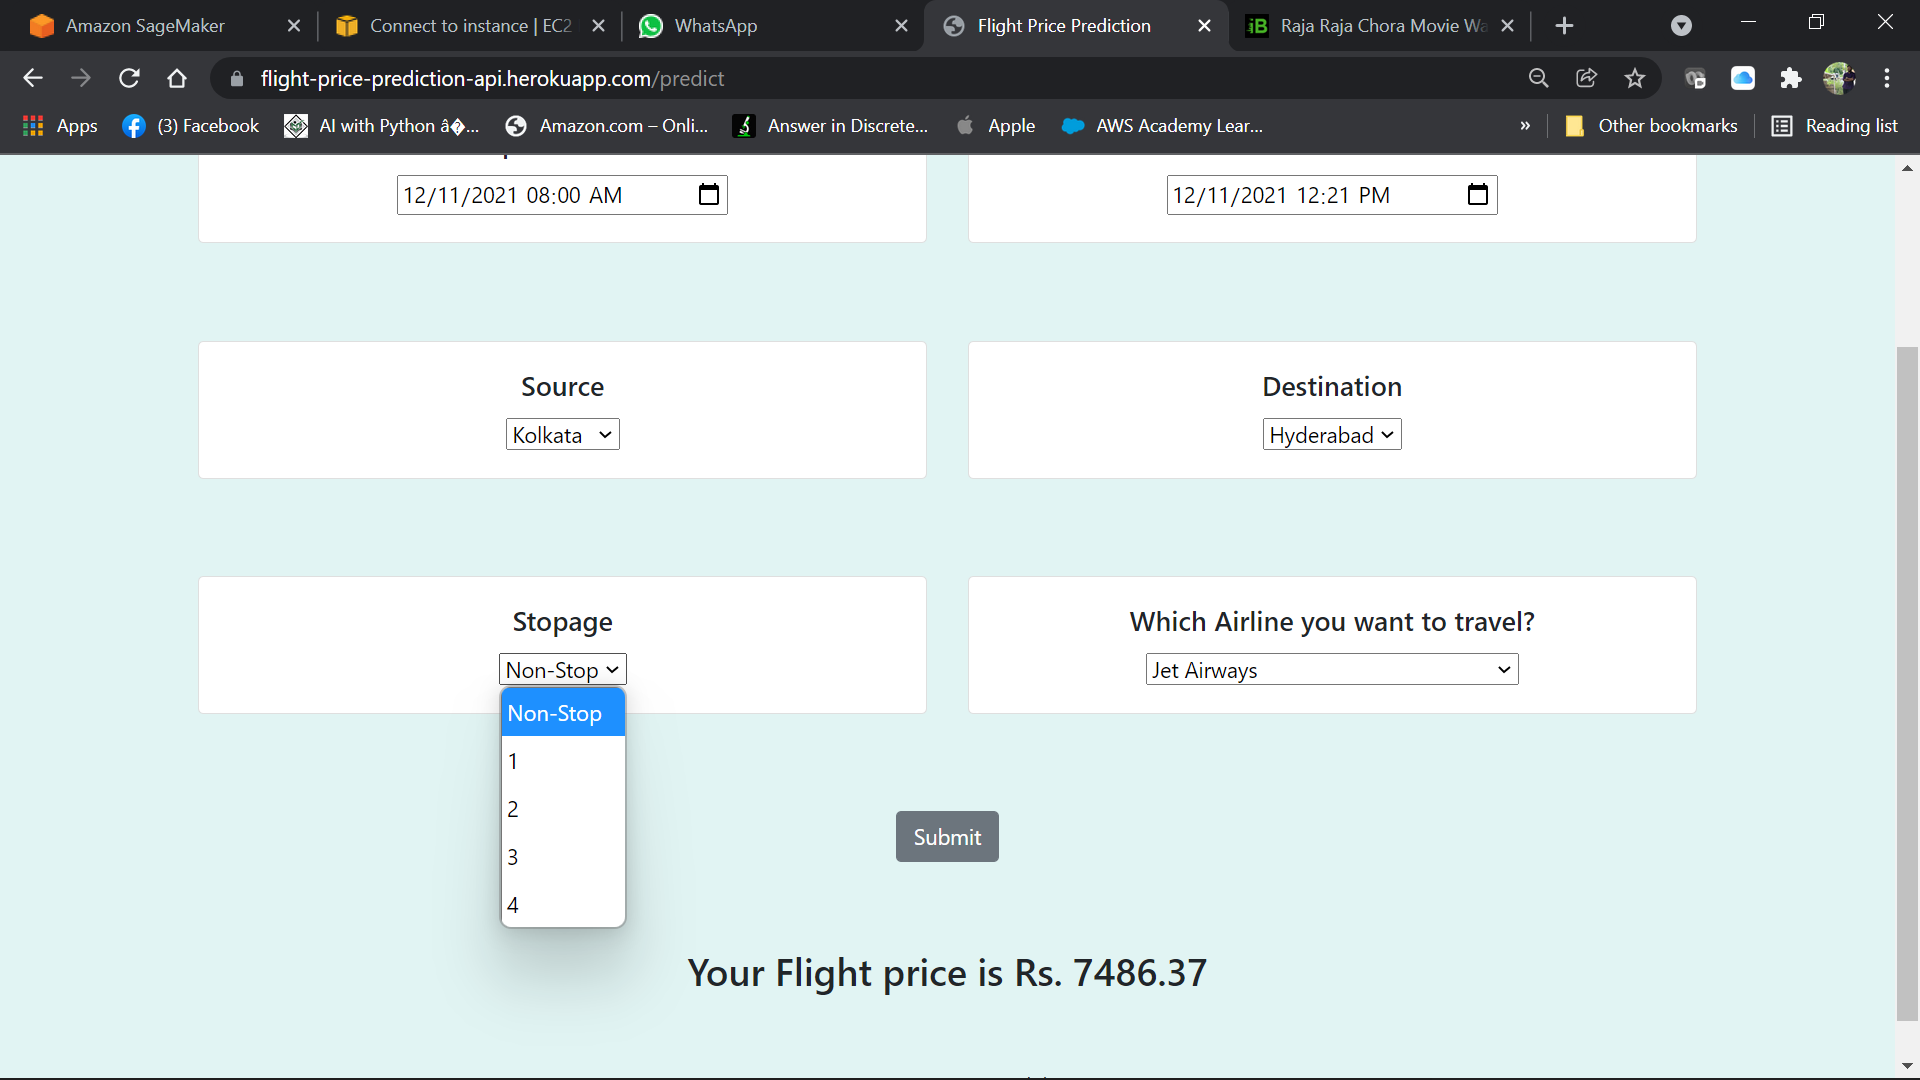 Amazon SageMaker
Connect to instance | EC2
WhatsApp
Flight Price Prediction
Raja Raja Chora Movie Wa
flight-price-prediction-api.herokuapp.com/predict
Apps
(3) Facebook
AI with Python â�...
Amazon.com – Onli...
Answer in Discrete...
Apple
AWS Academy Lear...
»
Other bookmarks
Reading list
12/11/2021 08:00 AM
12/11/2021 12:21 PM
Source
Destination
Kolkata
Hyderabad
Stopage
Which Airline you want to travel?
Non-Stop
Jet Airways
Non-Stop
1
2
3
4
Submit
Your Flight price is Rs. 7486.37